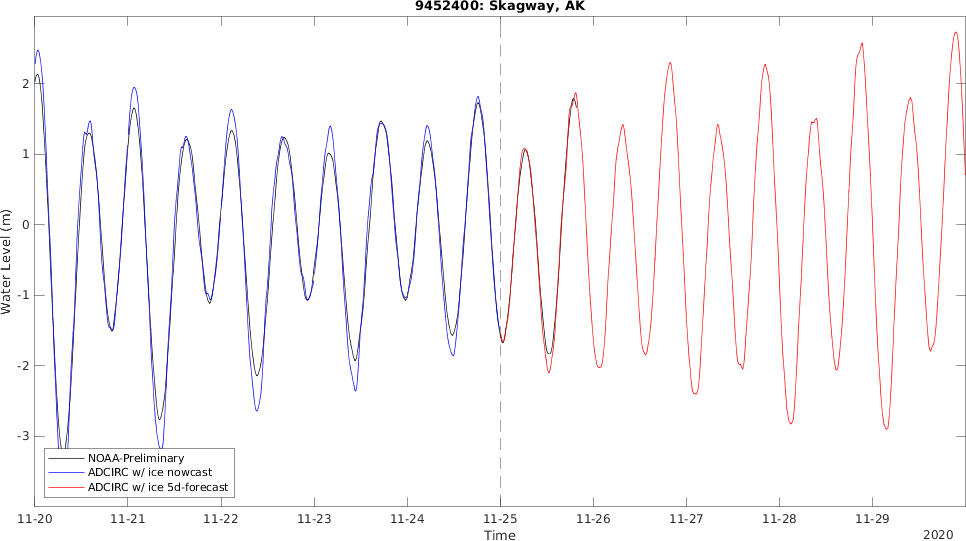 9452400: Skagway, AK
Water Level (m)
2
1
0
-1
-2
-3
NOAA-Preliminary
ADCIRC w/ ice nowcast
ADCIRC w/ ice 5d-forecast
11-20 11-21 11-22 11-23 11-24 11-25 11-26 11-27 11-28 11-29
Time
2020